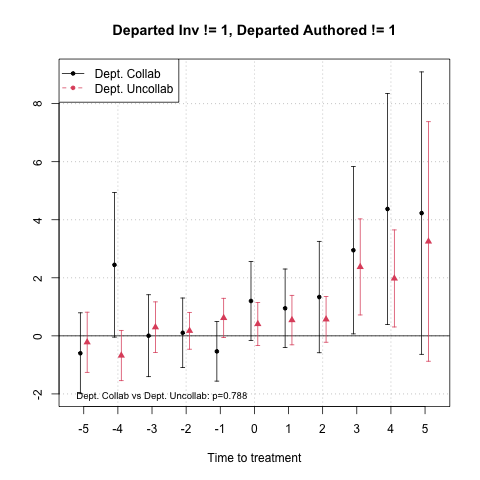 Departed Inv != 1, Departed Authored != 1
Dept. Collab
Dept. Uncollab
8
6
4
2
0
-2
Dept. Collab vs Dept. Uncollab: p=0.788
-5 -4 -3 -2 -1 0 1 2 3 4 5
Time to treatment